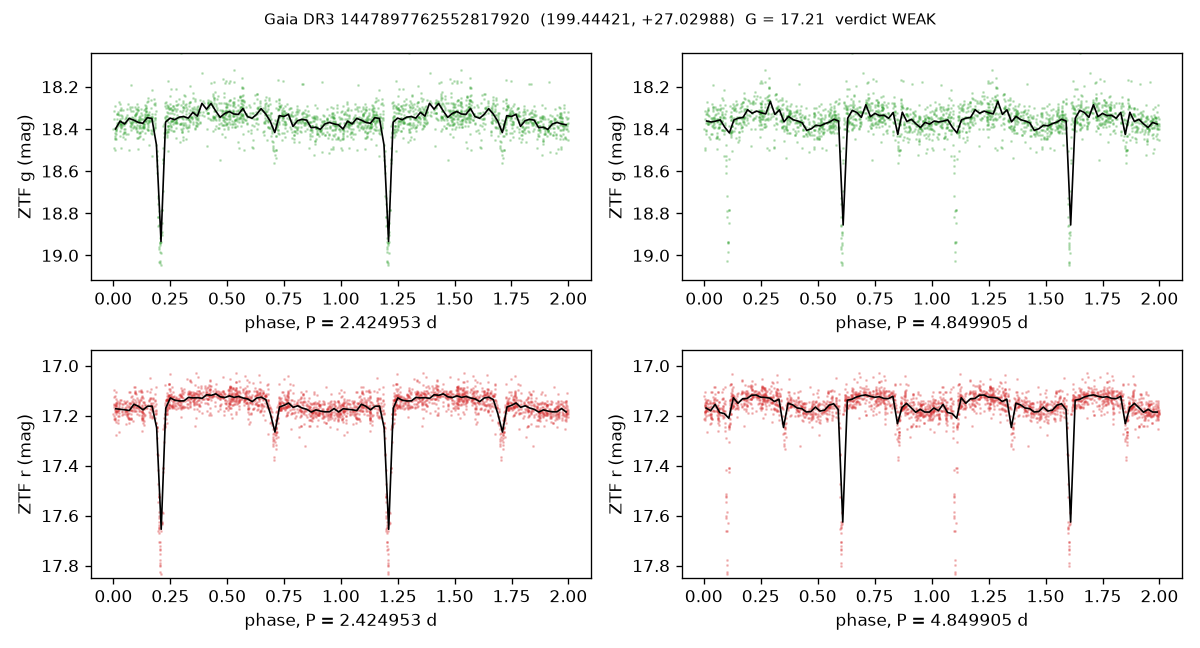 Gaia DR3 1447897762552817920  (199.44421, +27.02988)  G = 17.21  verdict WEAK
ZTF g (mag)
18.2
18.4
18.6
18.8
19.0
0.00 0.25 0.50 0.75 1.00 1.25 1.50 1.75 2.00
phase, P = 2.424953 d
ZTF g (mag)
18.2
18.4
18.6
18.8
19.0
0.00 0.25 0.50 0.75 1.00 1.25 1.50 1.75 2.00
phase, P = 4.849905 d
ZTF r (mag)
17.0
17.2
17.4
17.6
17.8
0.00 0.25 0.50 0.75 1.00 1.25 1.50 1.75 2.00
phase, P = 2.424953 d
ZTF r (mag)
17.0
17.2
17.4
17.6
17.8
0.00 0.25 0.50 0.75 1.00 1.25 1.50 1.75 2.00
phase, P = 4.849905 d